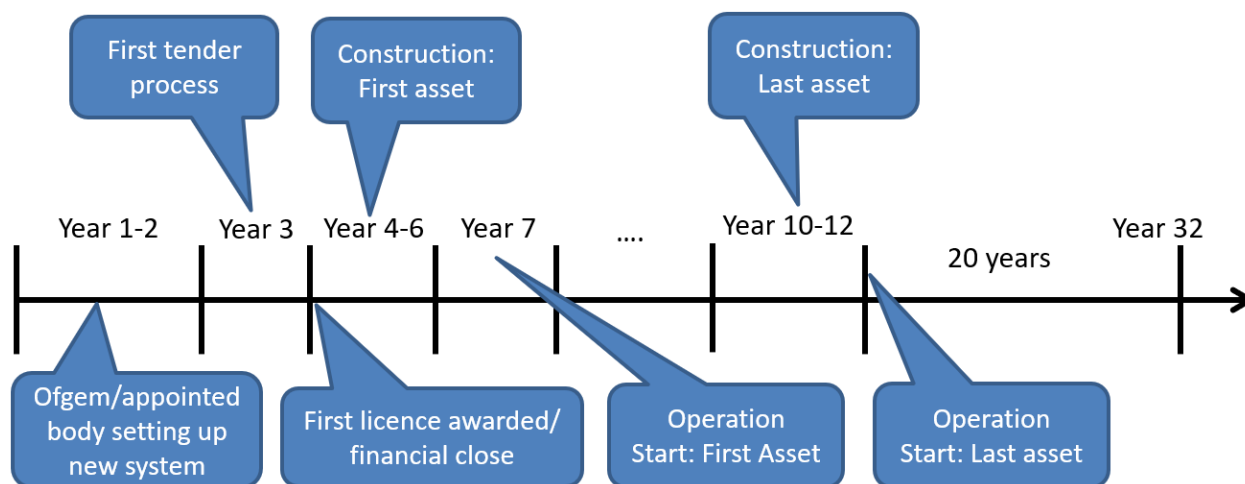 First tender
process
Construction:
First asset
Construction:
Last asset
Year 1-2
Year 3
Year 4-6
Year 7
....
Year 10-12
20 years
Year 32
Ofgem/appointed
body setting up
new system
First licence awarded/
financial close
Operation
Start: First Asset
Operation
Start: Last asset